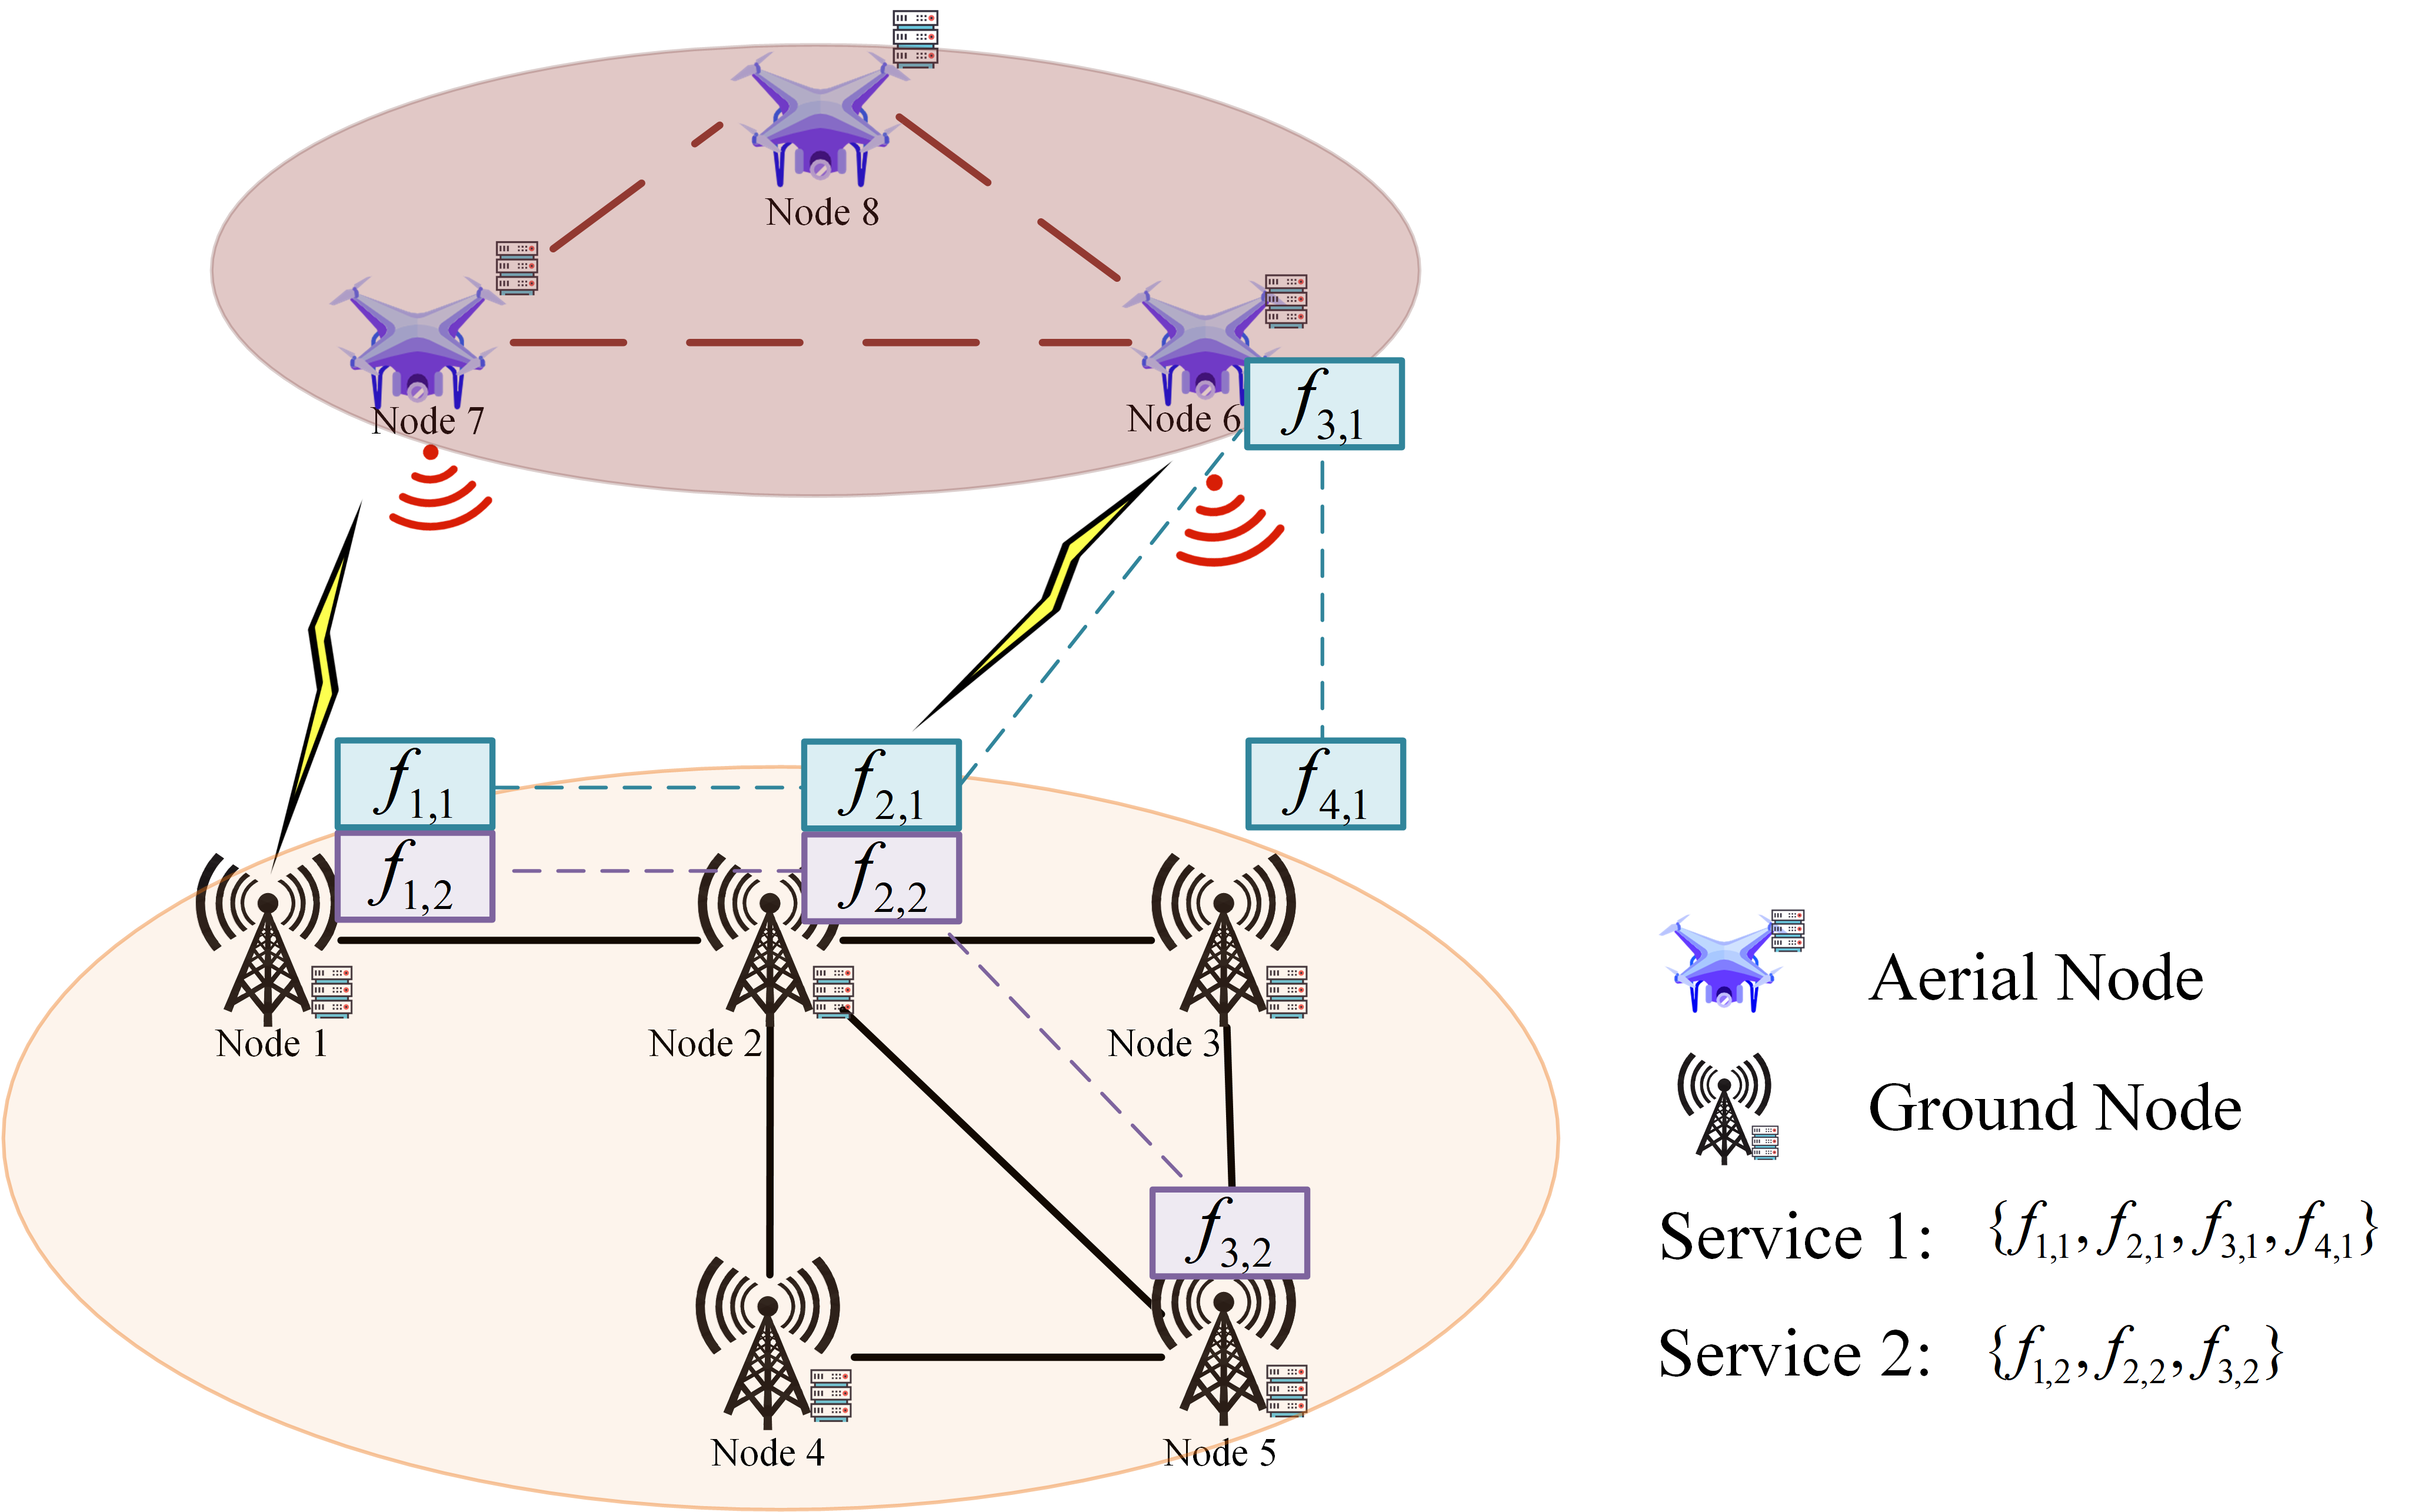 Node 8
Node 7
Node 6
f3,1
f1,1
f2,1
f4,1
f1,2
f2,2
Node 1
Node 2
Node 3
f3,2
Node 4
Node 5
Aerial Node
Ground Node
Service 1: {f1,1, f2,1, f3,1, f4,1}
Service 2: {f1,2, f2,2, f3,2}